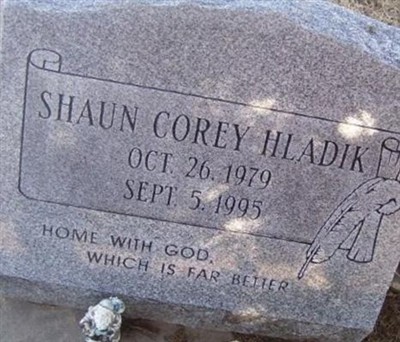 SHAUN COREY HLADIK
OCT. 26, 1979
SEPT. 5, 1995
HOME WITH GOD,
WHICH IS FAR BETTER